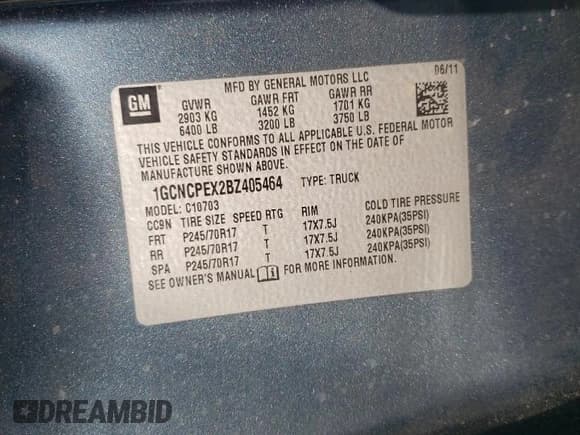 MFD BY GENERAL MOTORS LLC 06/11
GM
GVWR GAWR FRT GAWR RR
2903 KG 1452 KG 1701 KG
6400 LB 3200 LB 3750 LB
THIS VEHICLE CONFORMS TO ALL APPLICABLE U.S. FEDERAL MOTOR
VEHICLE SAFETY STANDARDS IN EFFECT ON THE DATE OF
MANUFACTURE SHOWN ABOVE.
1GCNCPEX2BZ405464 TYPE: TRUCK
MODEL: C10703
CC9N TIRE SIZE SPEED RTG RIM COLD TIRE PRESSURE
FRT P245/70R17 T 17X7.5J 240KPA(35PSI)
RR P245/70R17 T 17X7.5J 240KPA(35PSI)
SPA P245/70R17 T 17X7.5J 240KPA(35PSI)
SEE OWNER'S MANUAL FOR MORE INFORMATION.
DREAMBID